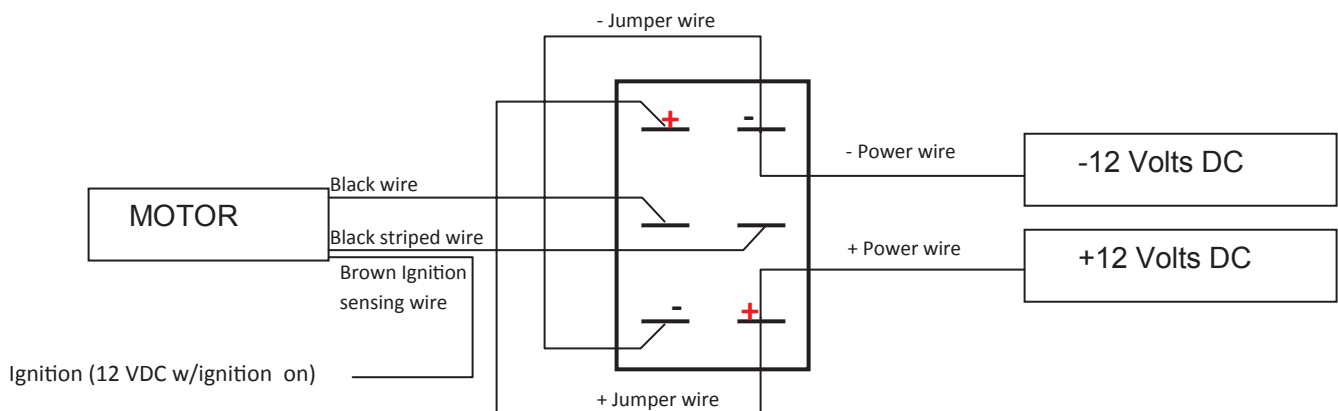 - Jumper wire
+ -
- Power wire
-12 Volts DC
Black wire
MOTOR
Black striped wire
+ Power wire
+12 Volts DC
Brown Ignition
sensing wire
- +
Ignition (12 VDC w/ignition on)
+ Jumper wire